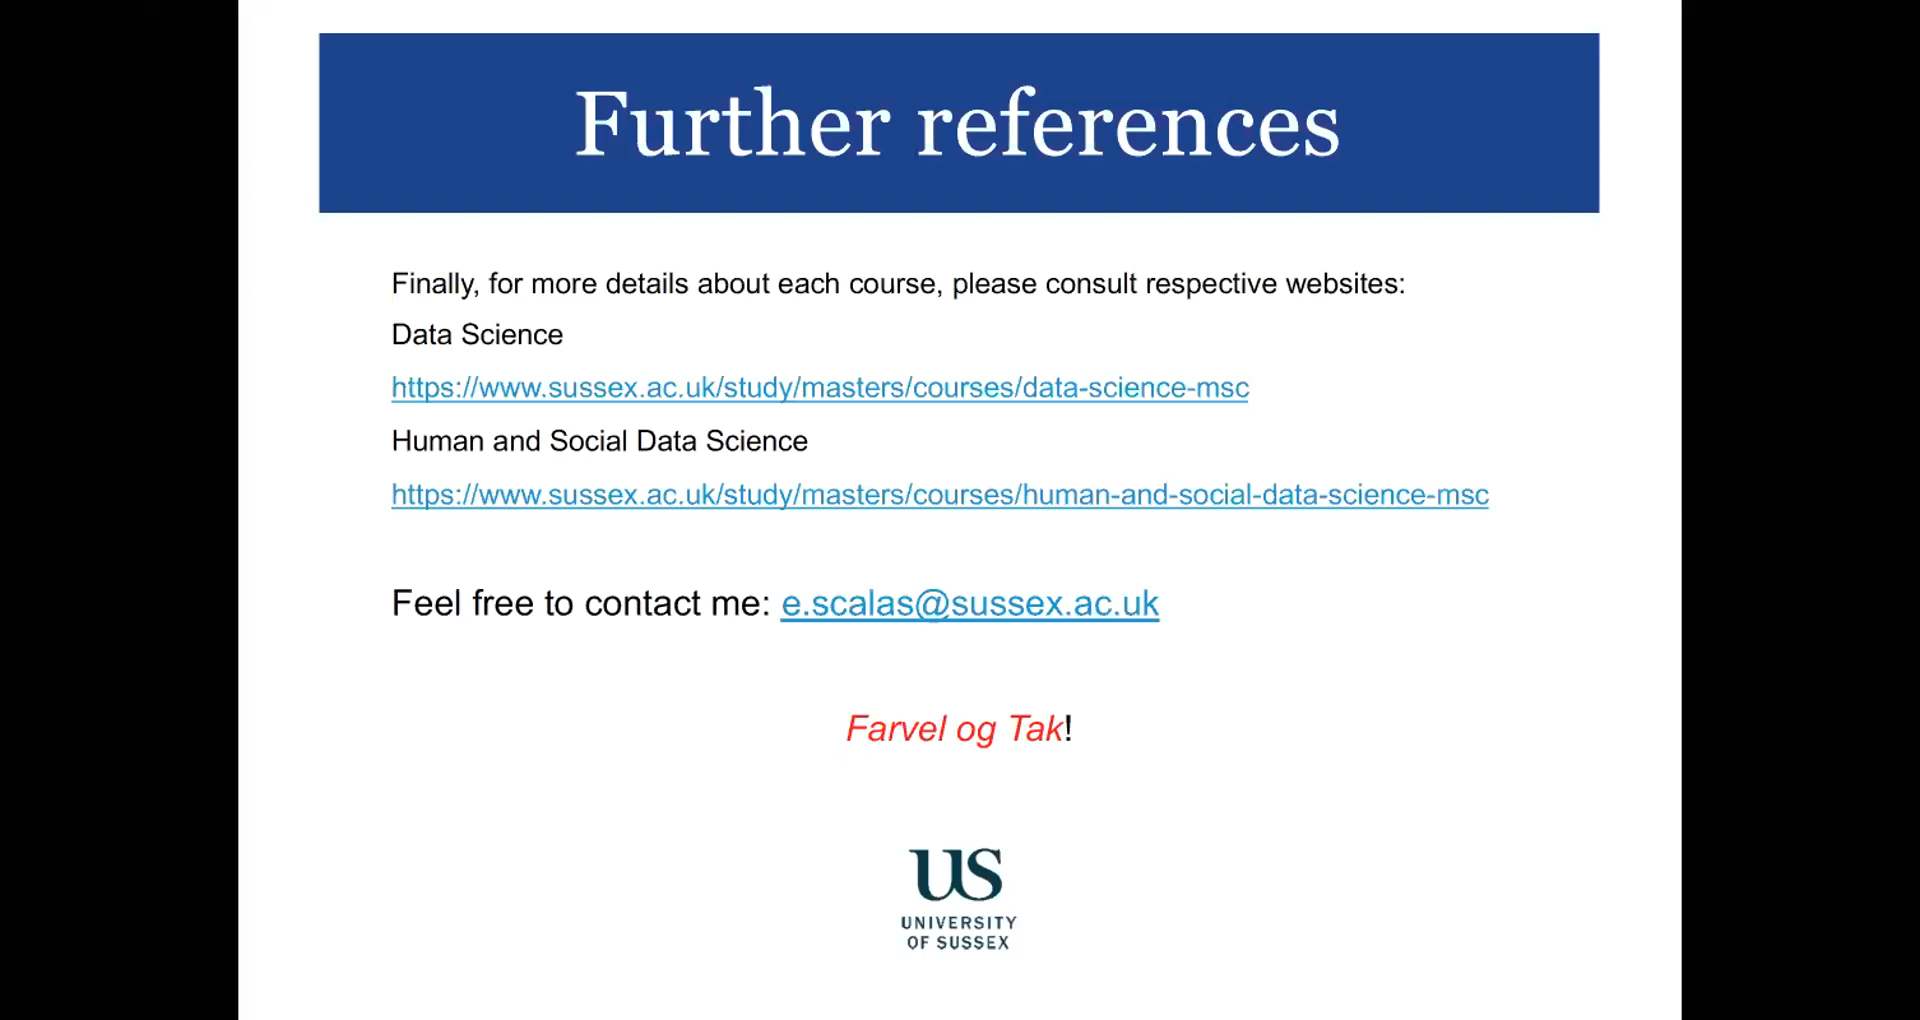 Further references
Finally, for more details about each course, please consult respective websites:
Data Science
https://www.sussex.ac.uk/study/masters/courses/data-science-msc
Human and Social Data Science
https://www.sussex.ac.uk/study/masters/courses/human-and-social-data-science-msc
Feel free to contact me: e.scalas@sussex.ac.uk
Farvel og Tak!
US
UNIVERSITY
OF SUSSEX